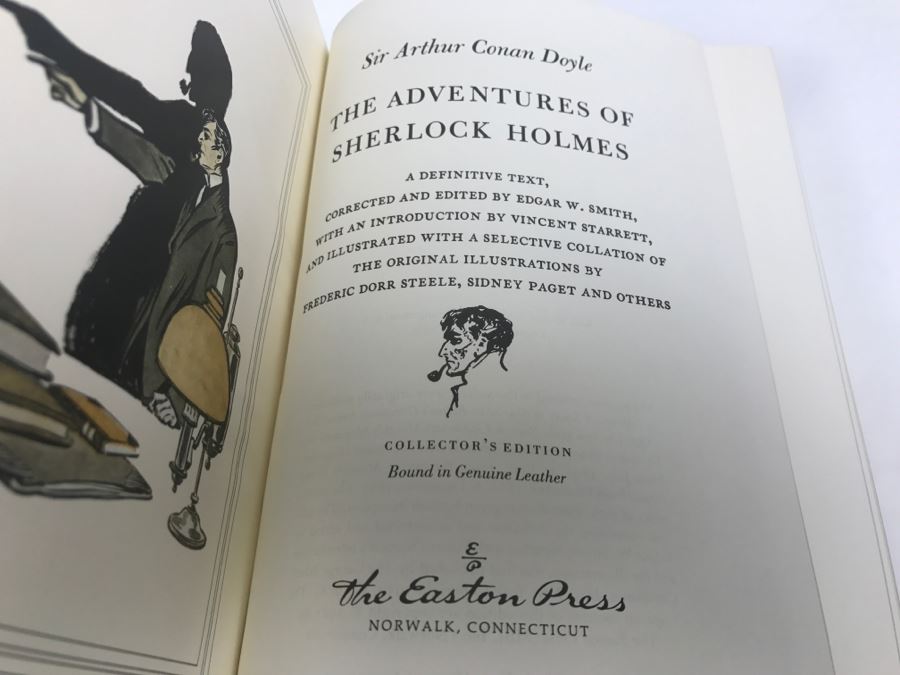 Sir Arthur Conan Doyle
THE ADVENTURES OF
SHERLOCK HOLMES
A DEFINITIVE TEXT,
CORRECTED AND EDITED BY EDGAR W. SMITH,
WITH AN INTRODUCTION BY VINCENT STARRETT,
AND ILLUSTRATED WITH A SELECTIVE COLLATION OF
THE ORIGINAL ILLUSTRATIONS BY
FREDERIC DORR STEELE, SIDNEY PAGET AND OTHERS
COLLECTOR'S EDITION
Bound in Genuine Leather
E
P
The Easton Press
NORWALK, CONNECTICUT